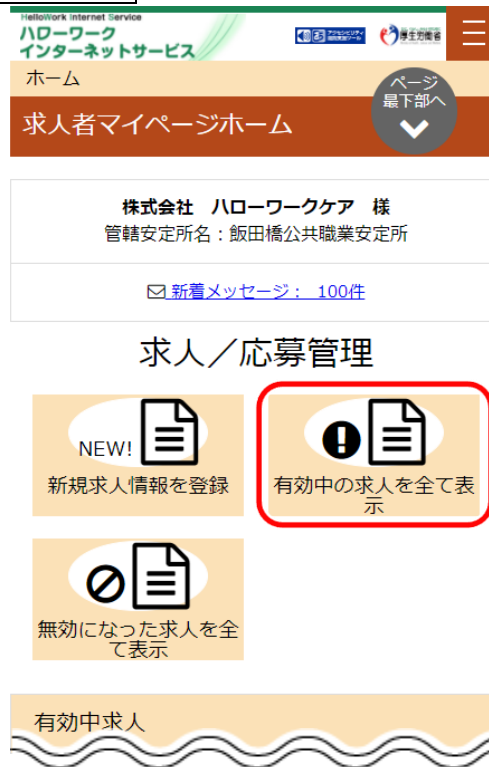 HelloWork Internet Service
ハローワーク
インターネットサービス
厚生労働省
ホーム
ページ
最下部へ
求人者マイページホーム
株式会社　ハローワークケア　様
管轄安定所名：飯田橋公共職業安定所
新着メッセージ：　100件
求人／応募管理
NEW!
新規求人情報を登録
有効中の求人を全て表
示
無効になった求人を全
て表示
有効中求人